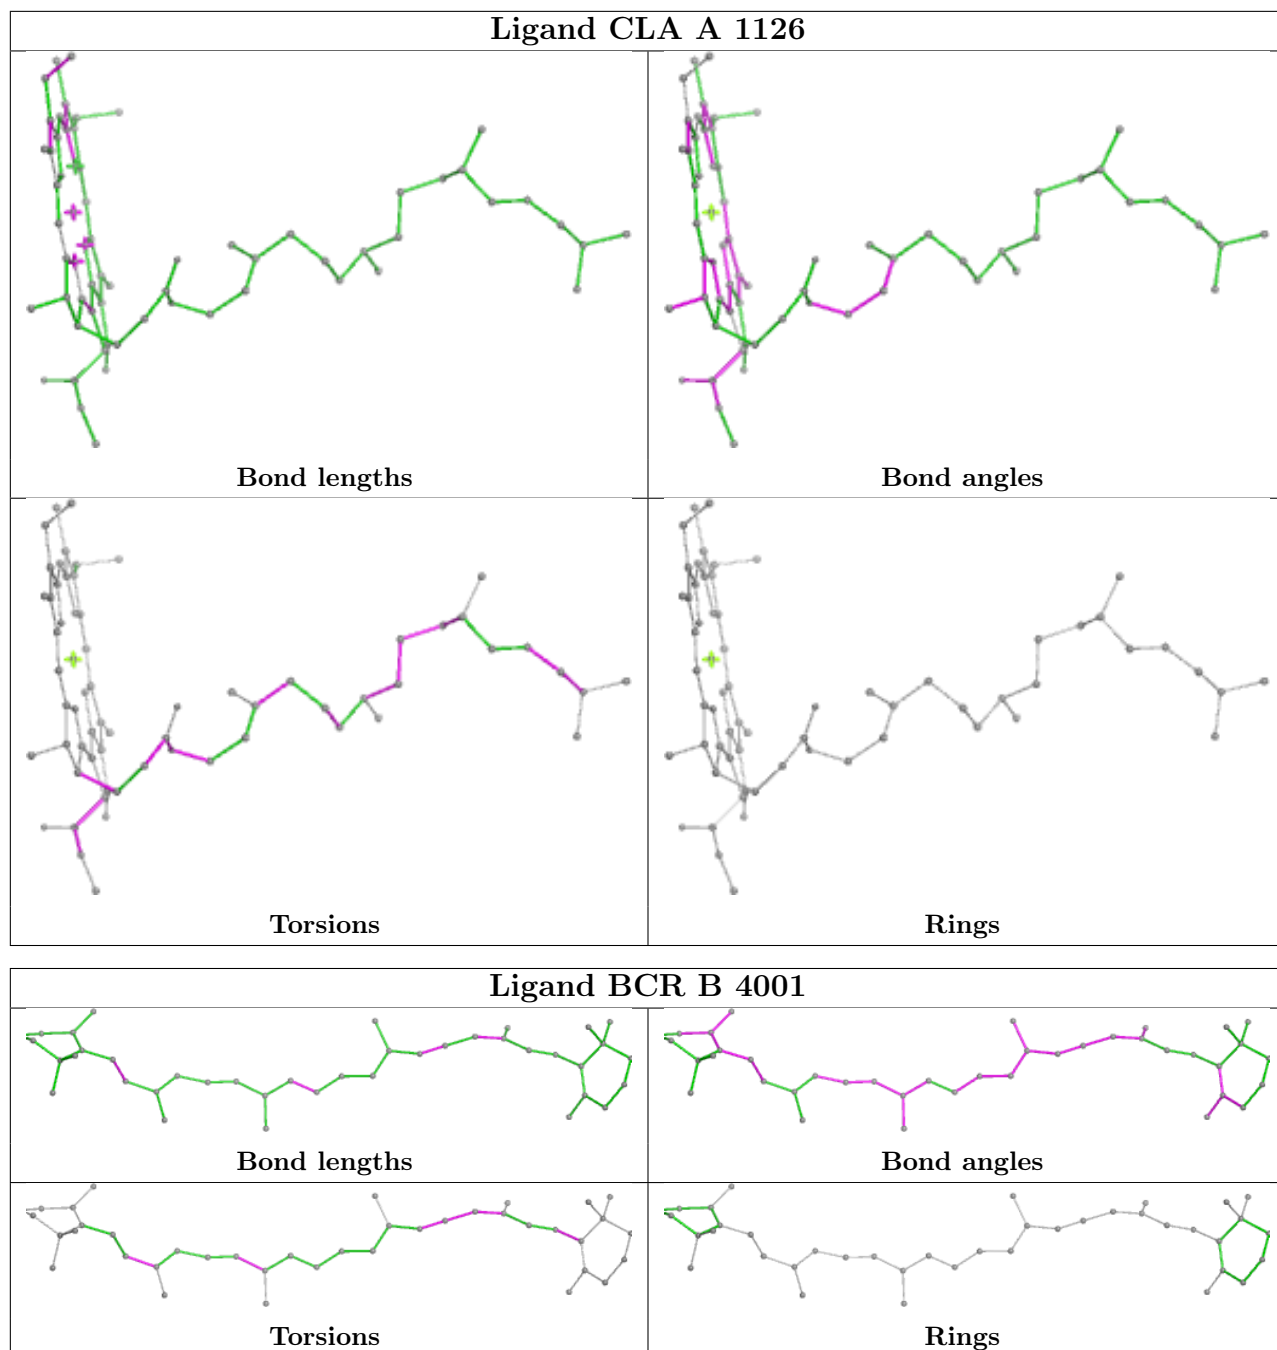 Ligand CLA A 1126
Bond lengths
Bond angles
Torsions
Rings
Ligand BCR B 4001
Bond lengths
Bond angles
Torsions
Rings